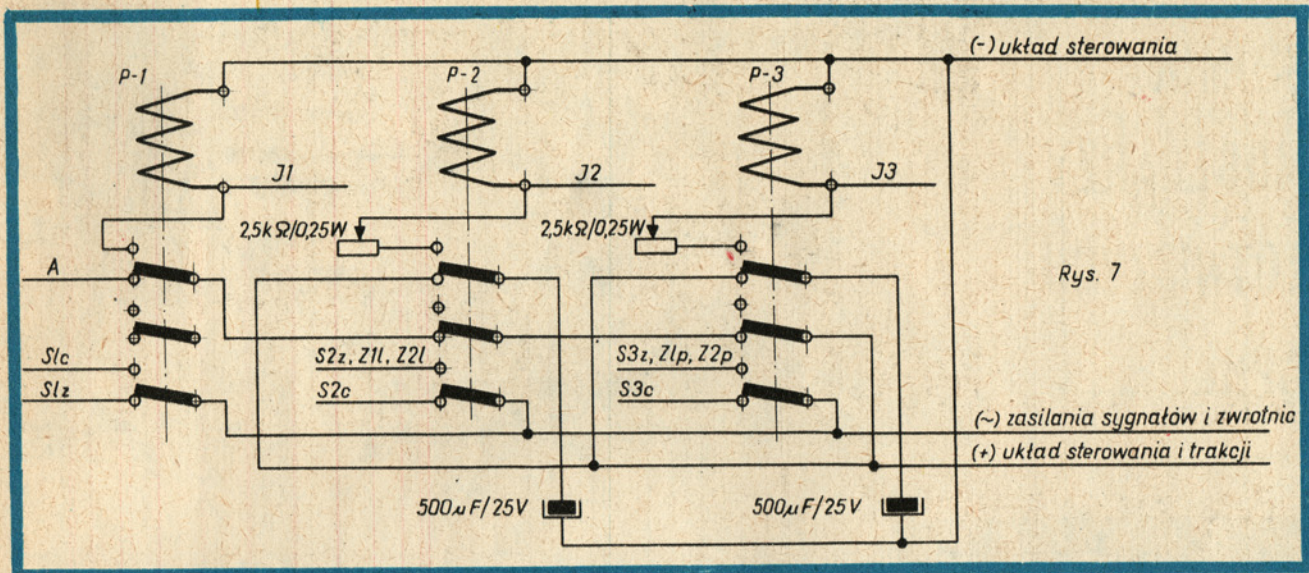 (-) układ sterowania
P-1
P-2
P-3
J1
J2
J3
2,5kΩ/0,25W
2,5kΩ/0,25W
A
Rys. 7
S1c
S2z, Z1l, Z2l
S3z, Z1p, Z2p
S1z
S2c
S3c
(~) zasilania sygnałów i zwrotnic
(+) układ sterowania i trakcji
500µF/25V
500µF/25V